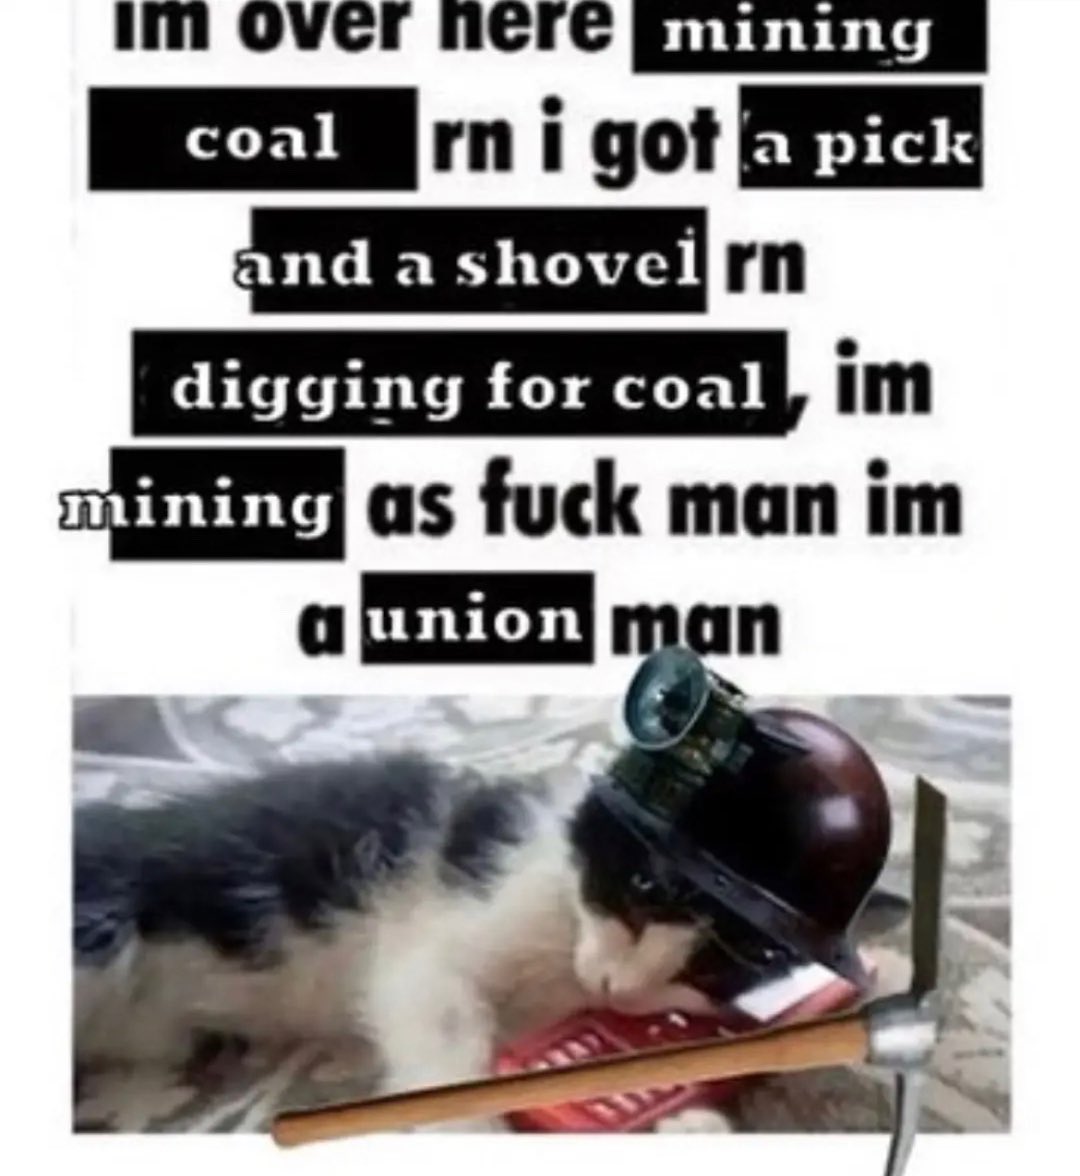 im over here mining
coal rn i got a pick
and a shovel rn
digging for coal, im
mining as fuck man im
a union man